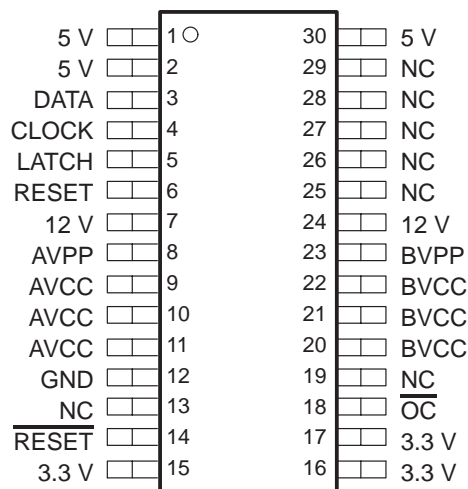 5 V 1 30 5 V
5 V 2 29 NC
DATA 3 28 NC
CLOCK 4 27 NC
LATCH 5 26 NC
RESET 6 25 NC
12 V 7 24 12 V
AVPP 8 23 BVPP
AVCC 9 22 BVCC
AVCC 10 21 BVCC
AVCC 11 20 BVCC
GND 12 19 NC
NC 13 18 O̅C̅
R̅E̅S̅E̅T̅ 14 17 3.3 V
3.3 V 15 16 3.3 V